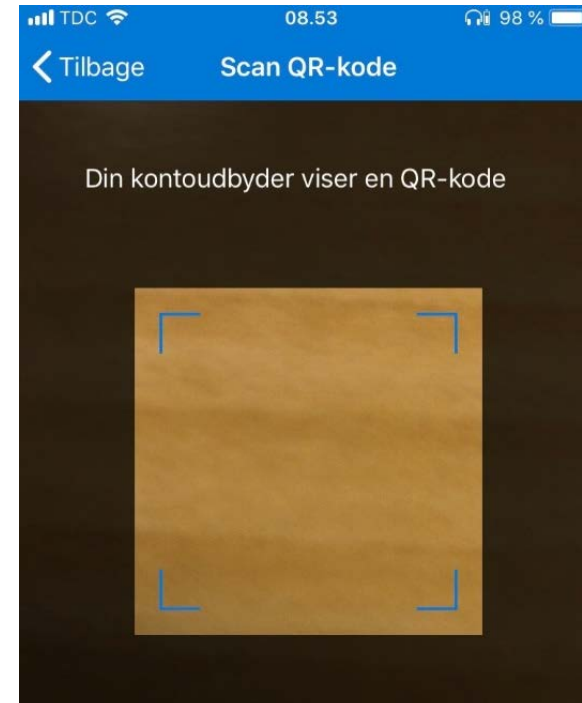 TDC 08.53 98 %
Tilbage Scan QR-kode
Din kontoudbyder viser en QR-kode